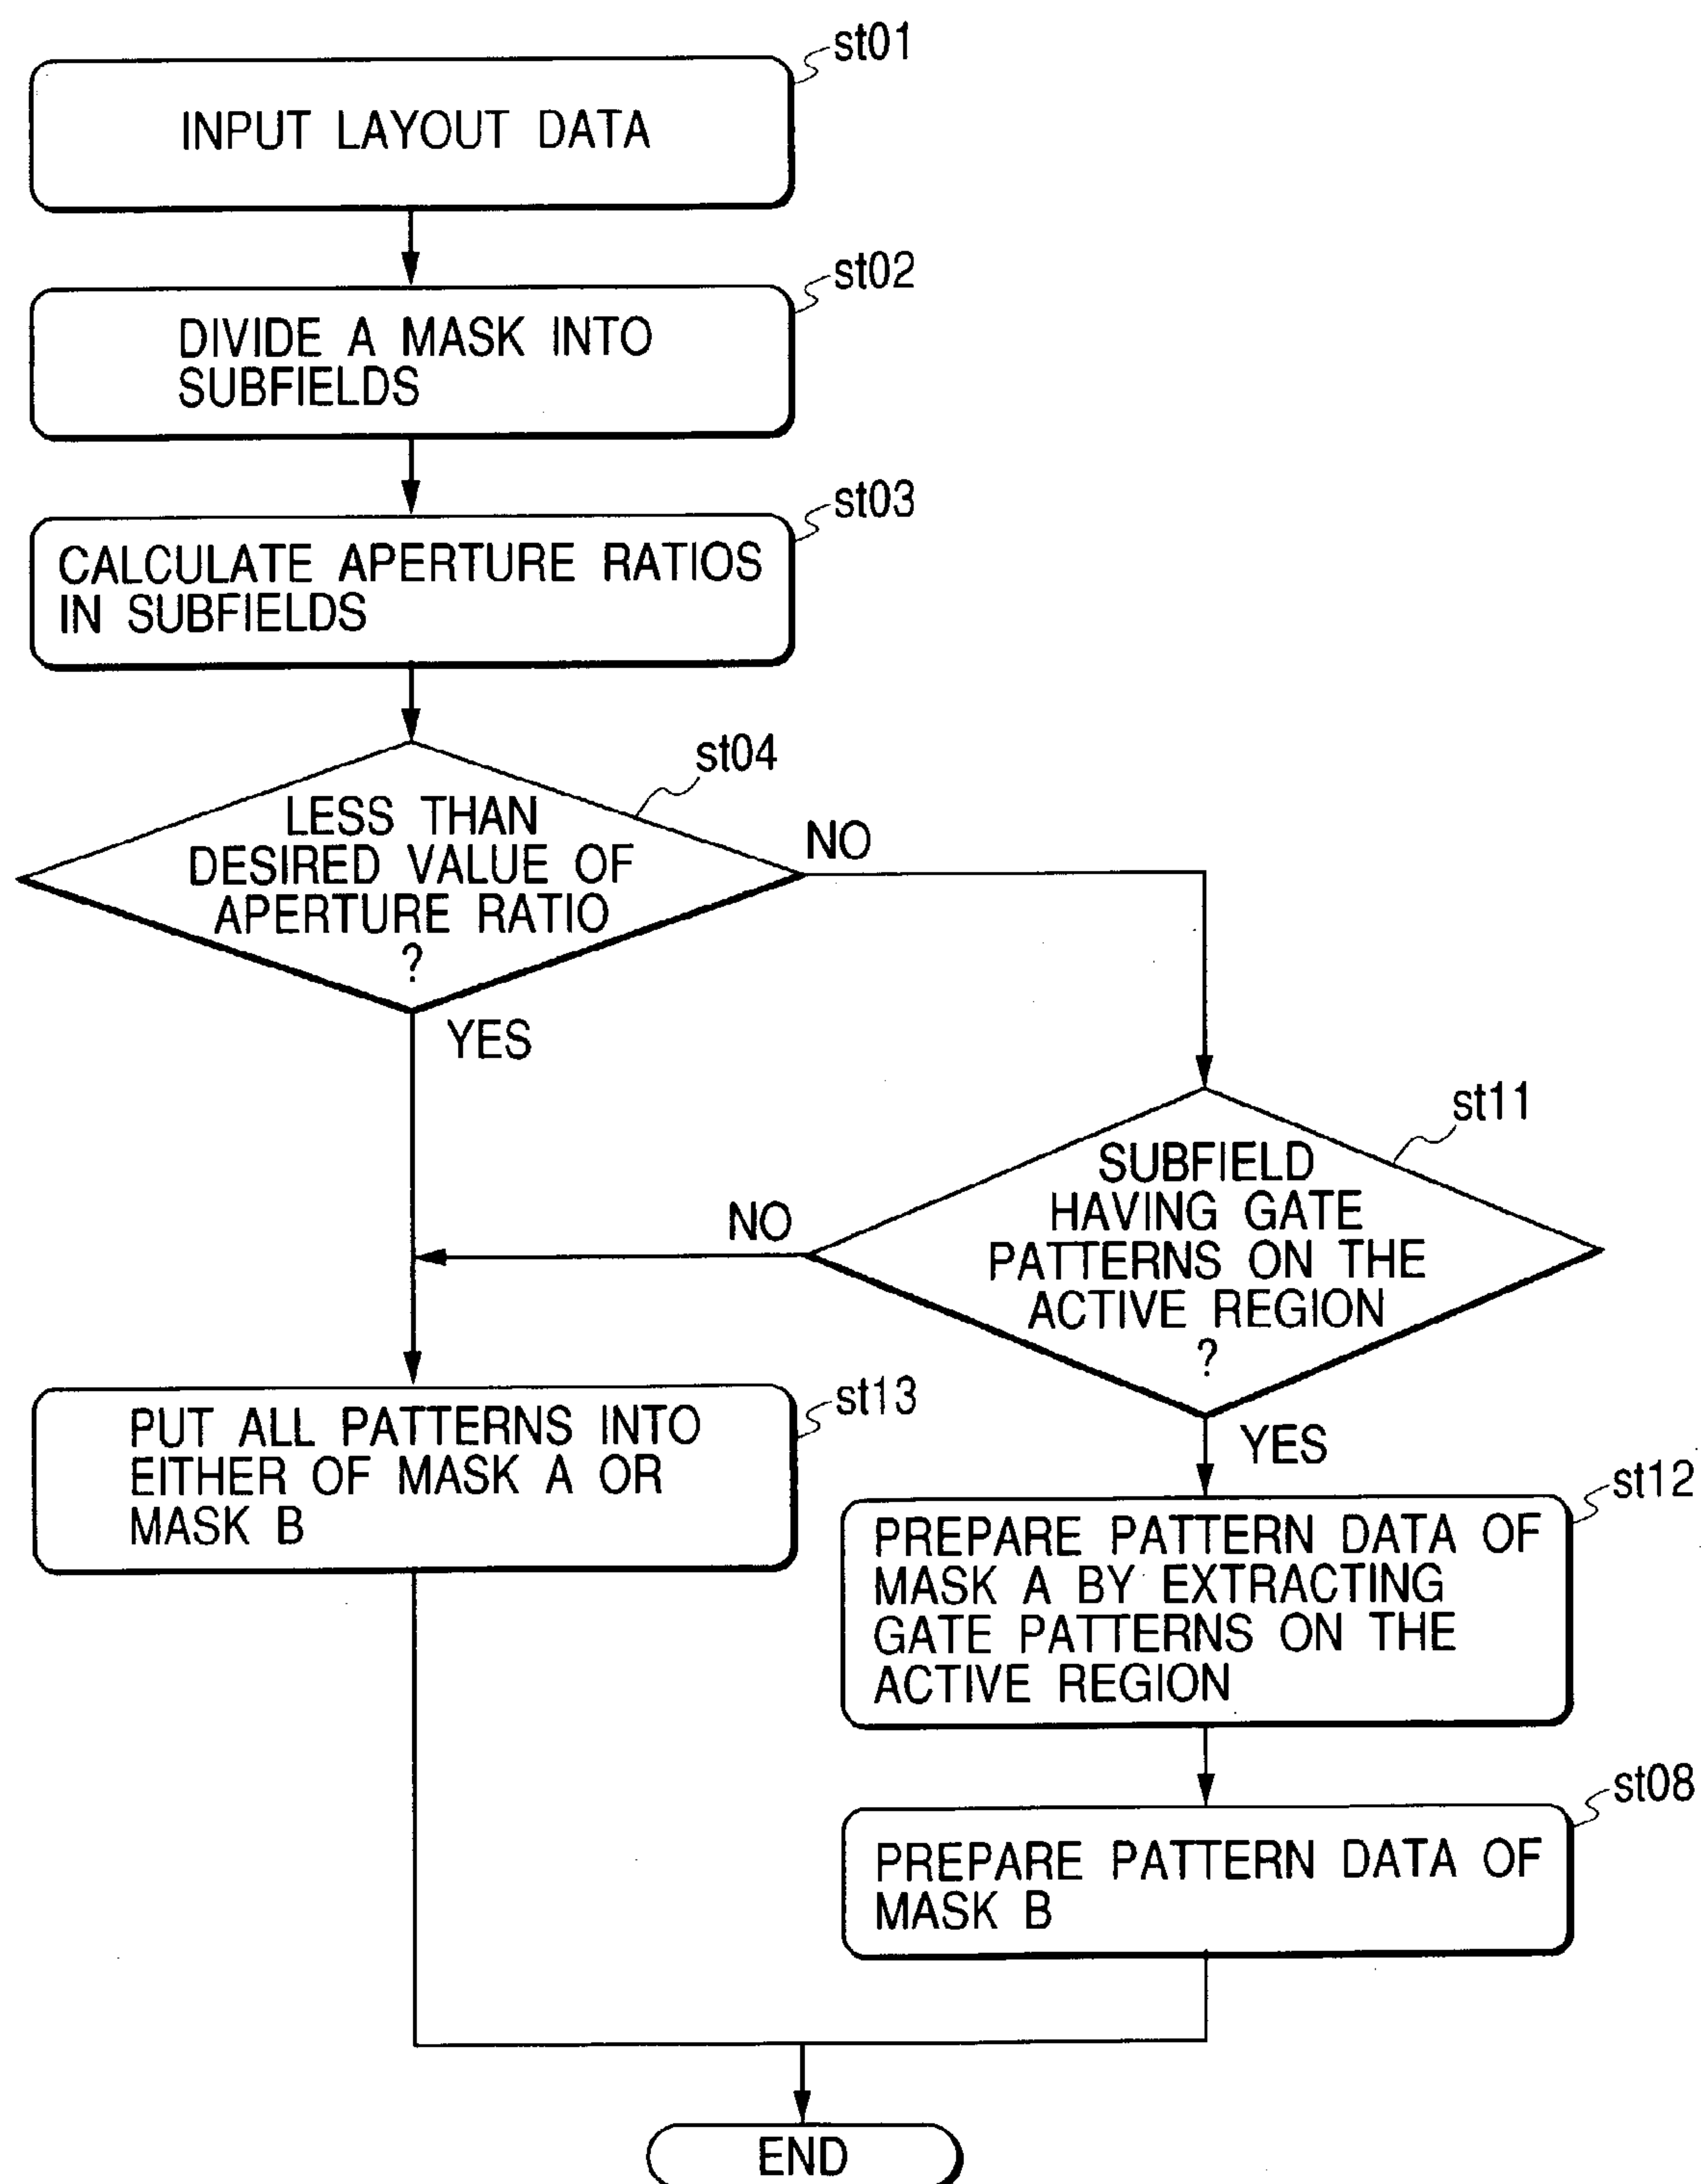 st01
INPUT LAYOUT DATA
st02
DIVIDE A MASK INTO
SUBFIELDS
st03
CALCULATE APERTURE RATIOS
IN SUBFIELDS
st04
LESS THAN
DESIRED VALUE OF
APERTURE RATIO
?
NO
YES
st11
SUBFIELD
HAVING GATE
PATTERNS ON THE
ACTIVE REGION
?
NO
YES
st13
PUT ALL PATTERNS INTO
EITHER OF MASK A OR
MASK B
st12
PREPARE PATTERN DATA OF
MASK A BY EXTRACTING
GATE PATTERNS ON THE
ACTIVE REGION
st08
PREPARE PATTERN DATA OF
MASK B
END